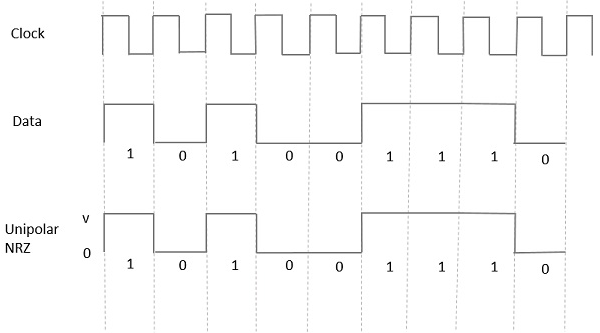 Clock
Data
1 0 1 0 0 1 1 1 0
v
Unipolar
NRZ
0
1 0 1 0 0 1 1 1 0